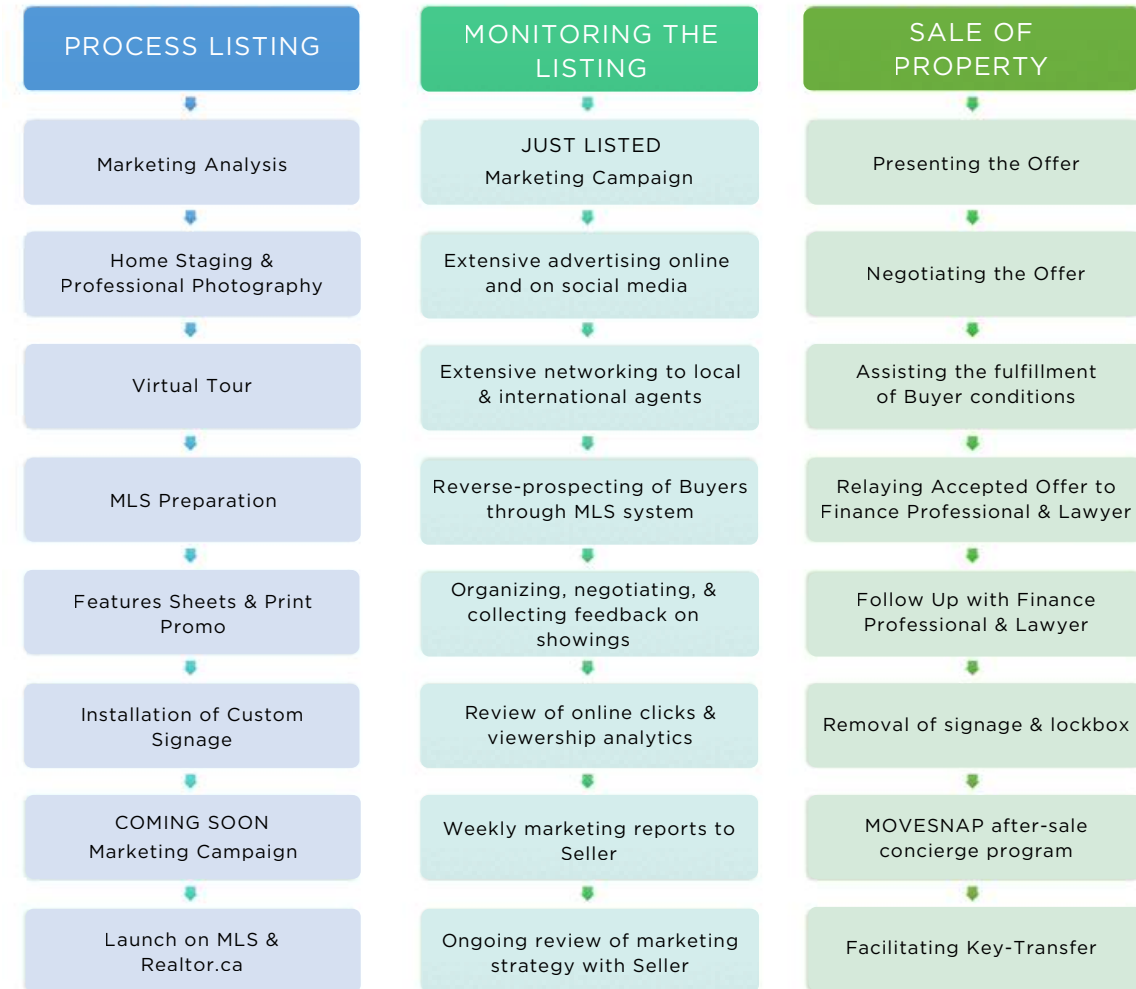 PROCESS LISTING
Marketing Analysis
Home Staging &
Professional Photography
Virtual Tour
MLS Preparation
Features Sheets & Print
Promo
Installation of Custom
Signage
COMING SOON
Marketing Campaign
Launch on MLS &
Realtor.ca
MONITORING THE
LISTING
JUST LISTED
Marketing Campaign
Extensive advertising online
and on social media
Extensive networking to local
& international agents
Reverse-prospecting of Buyers
through MLS system
Organizing, negotiating, &
collecting feedback on
showings
Review of online clicks &
viewership analytics
Weekly marketing reports to
Seller
Ongoing review of marketing
strategy with Seller
SALE OF
PROPERTY
Presenting the Offer
Negotiating the Offer
Assisting the fulfillment
of Buyer conditions
Relaying Accepted Offer to
Finance Professional & Lawyer
Follow Up with Finance
Professional & Lawyer
Removal of signage & lockbox
MOVESNAP after-sale
concierge program
Facilitating Key-Transfer